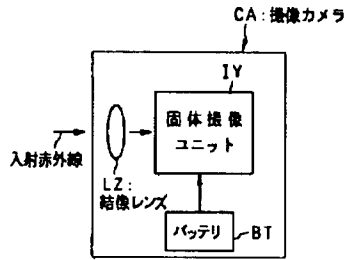 CA:撮像カメラ
IY
固体撮像
ユニット
入射赤外線
LZ:
結像レンズ
バッテリ
BT